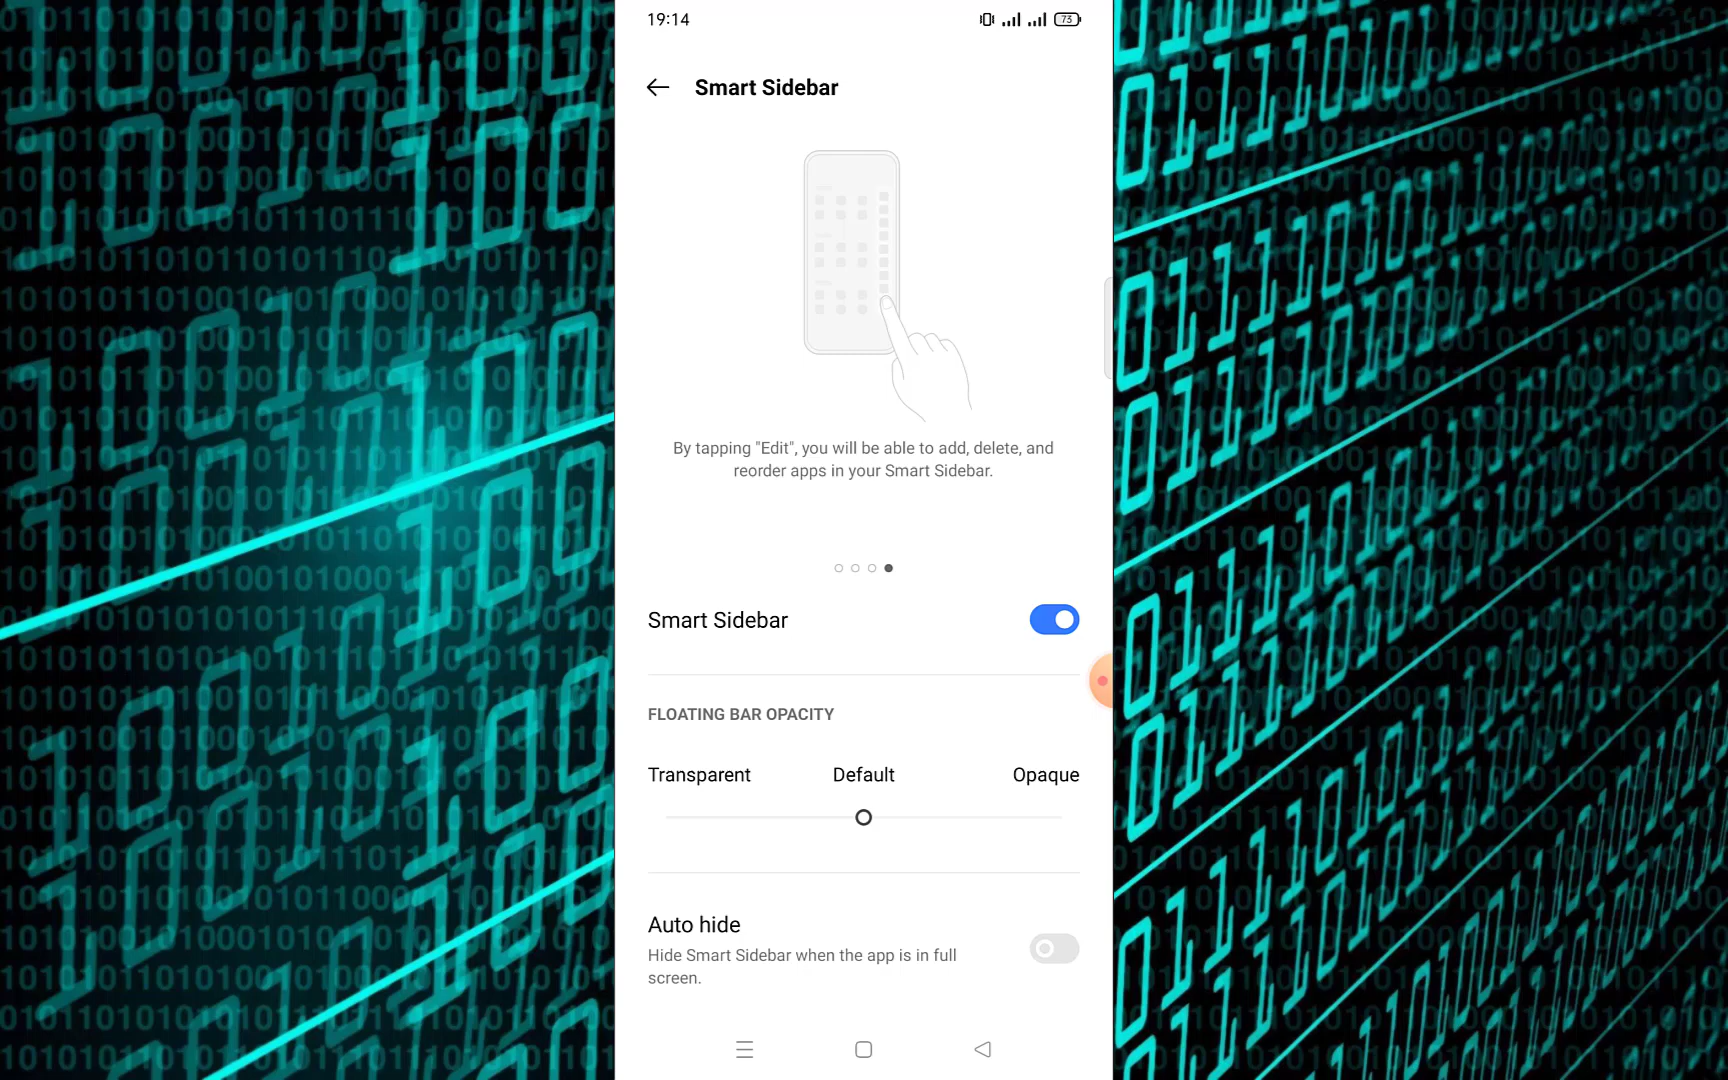 19:14
73
Smart Sidebar
By tapping "Edit", you will be able to add, delete, and
reorder apps in your Smart Sidebar.
Smart Sidebar
FLOATING BAR OPACITY
Transparent Default Opaque
Auto hide
Hide Smart Sidebar when the app is in full
screen.